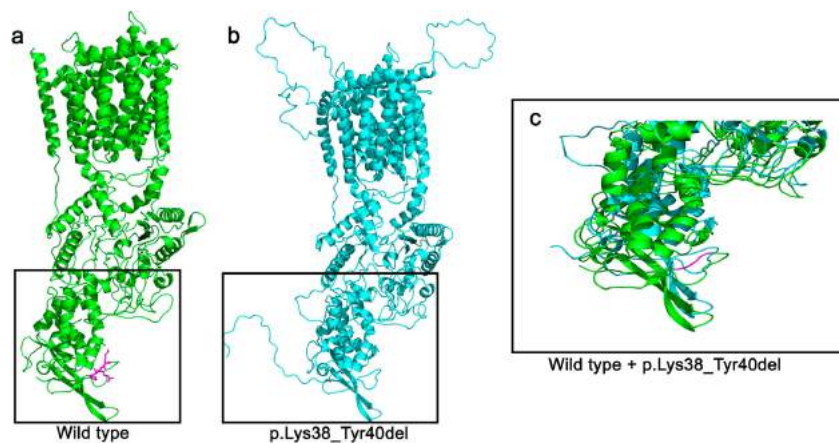 a
b
c
Wild type
p.Lys38_Tyr40del
Wild type + p.Lys38_Tyr40del